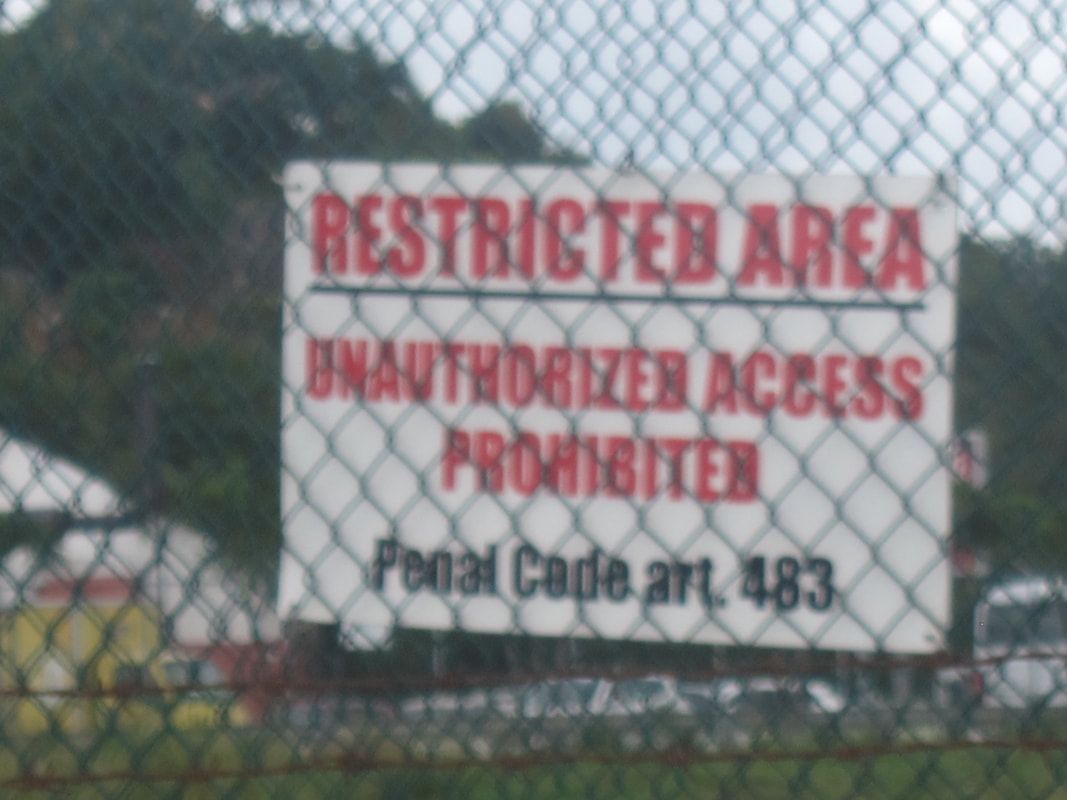 RESTRICTED AREA
UNAUTHORIZED ACCESS
PROHIBITED
Penal Code art. 483